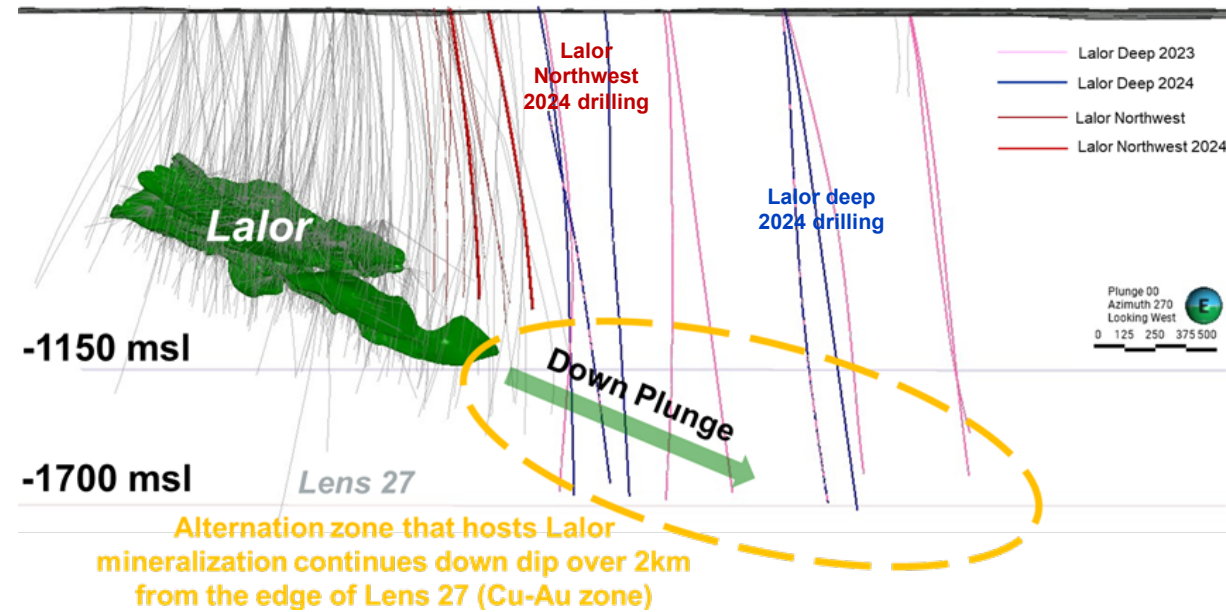 Lalor
Northwest
2024 drilling
Lalor Deep 2023
Lalor Deep 2024
Lalor Northwest
Lalor Northwest 2024
Lalor deep
2024 drilling
Lalor
Plunge 00
Azimuth 270
Looking West
E
0 125 250 375 500
-1150 msl
Down Plunge
-1700 msl
Lens 27
Alternation zone that hosts Lalor
mineralization continues down dip over 2km
from the edge of Lens 27 (Cu-Au zone)